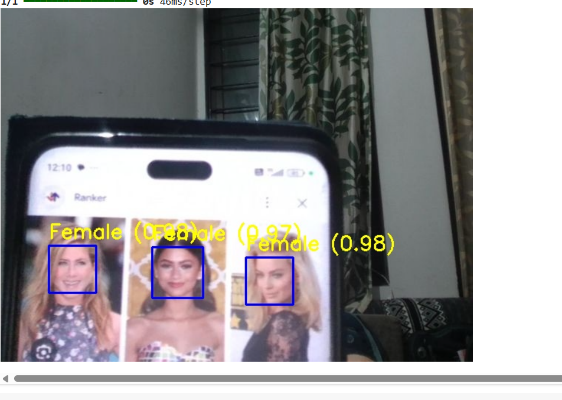 1/1 0s 46ms/step
12:10
Ranker
Female (0.98) Female (0.97)
Female (0.98)